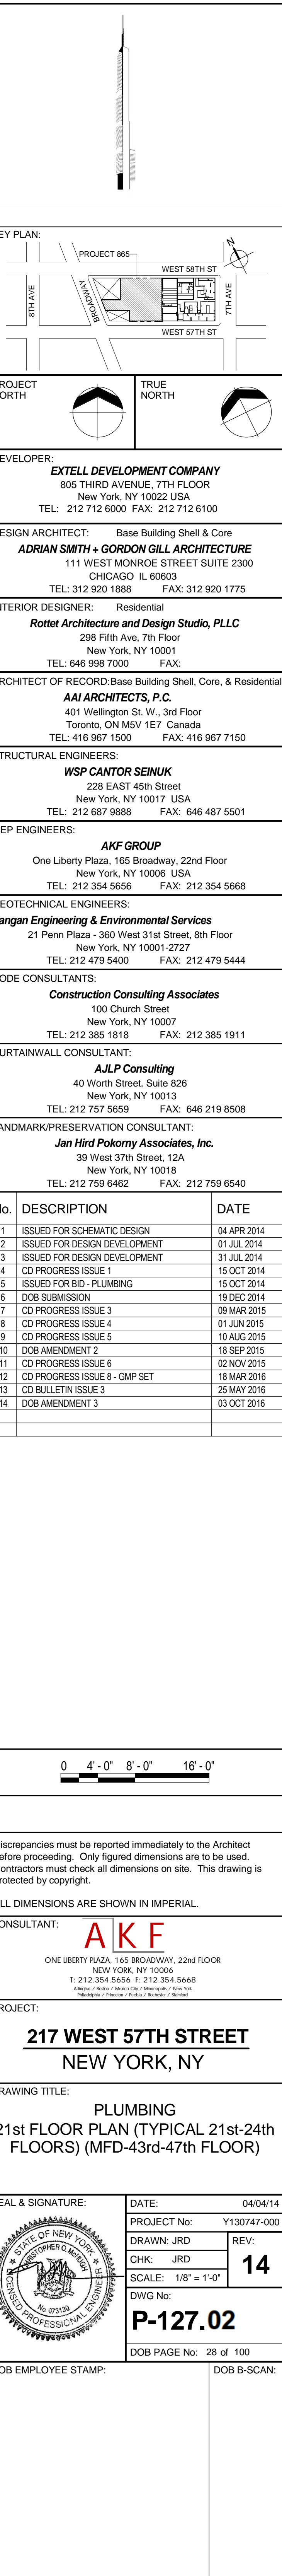 EY PLAN:
PROJECT 865
N
WEST 58TH ST
8TH AVE
BROADWAY
7TH AVE
WEST 57TH ST
ROJECT
ORTH
TRUE
NORTH
EVELOPER:
EXTELL DEVELOPMENT COMPANY
805 THIRD AVENUE, 7TH FLOOR
New York, NY 10022 USA
TEL: 212 712 6000 FAX: 212 712 6100
ESIGN ARCHITECT: Base Building Shell & Core
ADRIAN SMITH + GORDON GILL ARCHITECTURE
111 WEST MONROE STREET SUITE 2300
CHICAGO IL 60603
TEL: 312 920 1888 FAX: 312 920 1775
NTERIOR DESIGNER: Residential
Rottet Architecture and Design Studio, PLLC
298 Fifth Ave, 7th Floor
New York, NY 10001
TEL: 646 998 7000 FAX:
RCHITECT OF RECORD:Base Building Shell, Core, & Residential
AAI ARCHITECTS, P.C.
401 Wellington St. W., 3rd Floor
Toronto, ON M5V 1E7 Canada
TEL: 416 967 1500 FAX: 416 967 7150
TRUCTURAL ENGINEERS:
WSP CANTOR SEINUK
228 EAST 45th Street
New York, NY 10017 USA
TEL: 212 687 9888 FAX: 646 487 5501
EP ENGINEERS:
AKF GROUP
One Liberty Plaza, 165 Broadway, 22nd Floor
New York, NY 10006 USA
TEL: 212 354 5656 FAX: 212 354 5668
EOTECHNICAL ENGINEERS:
angan Engineering & Environmental Services
21 Penn Plaza - 360 West 31st Street, 8th Floor
New York, NY 10001-2727
TEL: 212 479 5400 FAX: 212 479 5444
ODE CONSULTANTS:
Construction Consulting Associates
100 Church Street
New York, NY 10007
TEL: 212 385 1818 FAX: 212 385 1911
URTAINWALL CONSULTANT:
AJLP Consulting
40 Worth Street. Suite 826
New York, NY 10013
TEL: 212 757 5659 FAX: 646 219 8508
ANDMARK/PRESERVATION CONSULTANT:
Jan Hird Pokorny Associates, Inc.
39 West 37th Street, 12A
New York, NY 10018
TEL: 212 759 6462 FAX: 212 759 6540
o. DESCRIPTION DATE
1 ISSUED FOR SCHEMATIC DESIGN 04 APR 2014
2 ISSUED FOR DESIGN DEVELOPMENT 01 JUL 2014
3 ISSUED FOR DESIGN DEVELOPMENT 31 JUL 2014
4 CD PROGRESS ISSUE 1 15 OCT 2014
5 ISSUED FOR BID - PLUMBING 15 OCT 2014
6 DOB SUBMISSION 19 DEC 2014
7 CD PROGRESS ISSUE 3 09 MAR 2015
8 CD PROGRESS ISSUE 4 01 JUN 2015
9 CD PROGRESS ISSUE 5 10 AUG 2015
10 DOB AMENDMENT 2 18 SEP 2015
11 CD PROGRESS ISSUE 6 02 NOV 2015
12 CD PROGRESS ISSUE 8 - GMP SET 18 MAR 2016
13 CD BULLETIN ISSUE 3 25 MAY 2016
14 DOB AMENDMENT 3 03 OCT 2016
0 4' - 0" 8' - 0" 16' - 0"
iscrepancies must be reported immediately to the Architect
efore proceeding. Only figured dimensions are to be used.
ontractors must check all dimensions on site. This drawing is
rotected by copyright.
LL DIMENSIONS ARE SHOWN IN IMPERIAL.
ONSULTANT:
AKF
ONE LIBERTY PLAZA, 165 BROADWAY, 22nd FLOOR
NEW YORK, NY 10006
T: 212.354.5656 F: 212.354.5668
Arlington / Boston / Mexico City / Minneapolis / New York
Philadelphia / Princeton / Puebla / Rochester / Stamford
ROJECT:
217 WEST 57TH STREET
NEW YORK, NY
RAWING TITLE:
PLUMBING
21st FLOOR PLAN (TYPICAL 21st-24th
FLOORS) (MFD-43rd-47th FLOOR)
EAL & SIGNATURE:
STATE OF NEW YORK
No. 073130
LICENSED PROFESSIONAL ENGINEER
DATE: 04/04/14
PROJECT No: Y130747-000
DRAWN: JRD
REV:
14
CHK: JRD
SCALE: 1/8" = 1'-0"
DWG No:
P-127.02
DOB PAGE No: 28 of 100
OB EMPLOYEE STAMP:
DOB B-SCAN: